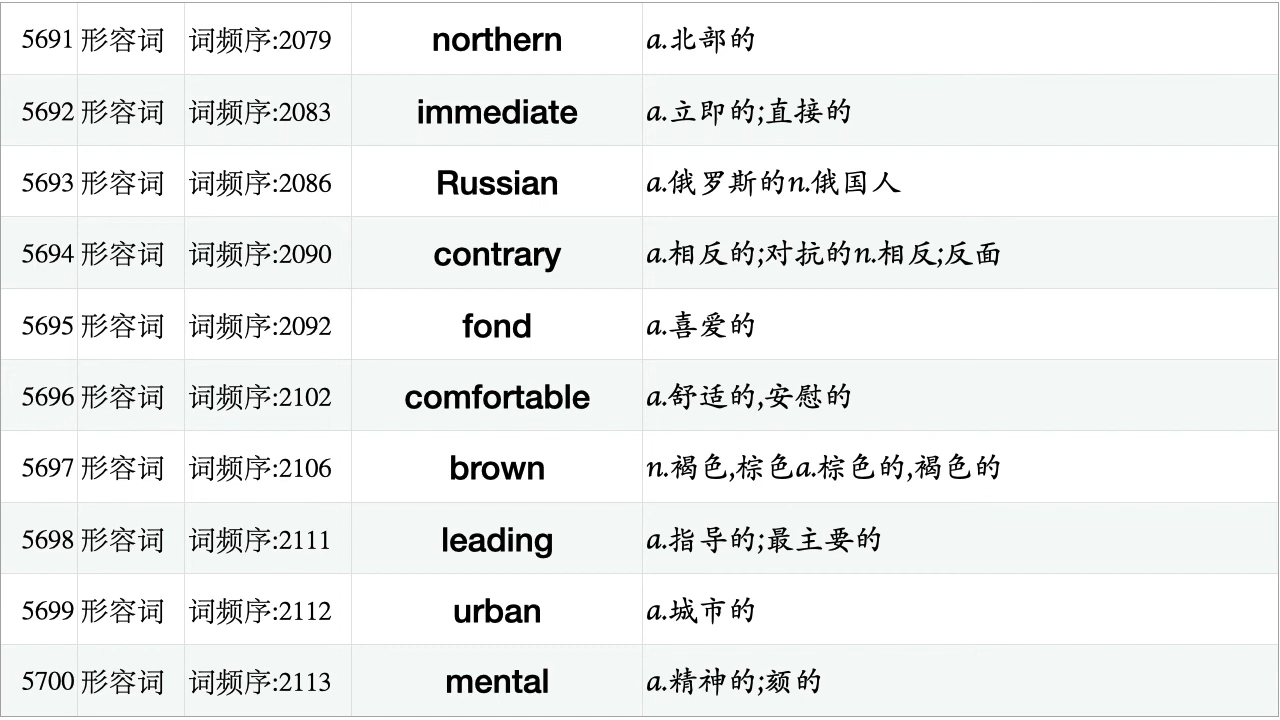 5691 形容词 词频序:2079 northern a.北部的
5692 形容词 词频序:2083 immediate a.立即的;直接的
5693 形容词 词频序:2086 Russian a.俄罗斯的n.俄国人
5694 形容词 词频序:2090 contrary a.相反的;对抗的n.相反;反面
5695 形容词 词频序:2092 fond a.喜爱的
5696 形容词 词频序:2102 comfortable a.舒适的,安慰的
5697 形容词 词频序:2106 brown n.褐色,棕色a.棕色的,褐色的
5698 形容词 词频序:2111 leading a.指导的;最主要的
5699 形容词 词频序:2112 urban a.城市的
5700 形容词 词频序:2113 mental a.精神的;颏的